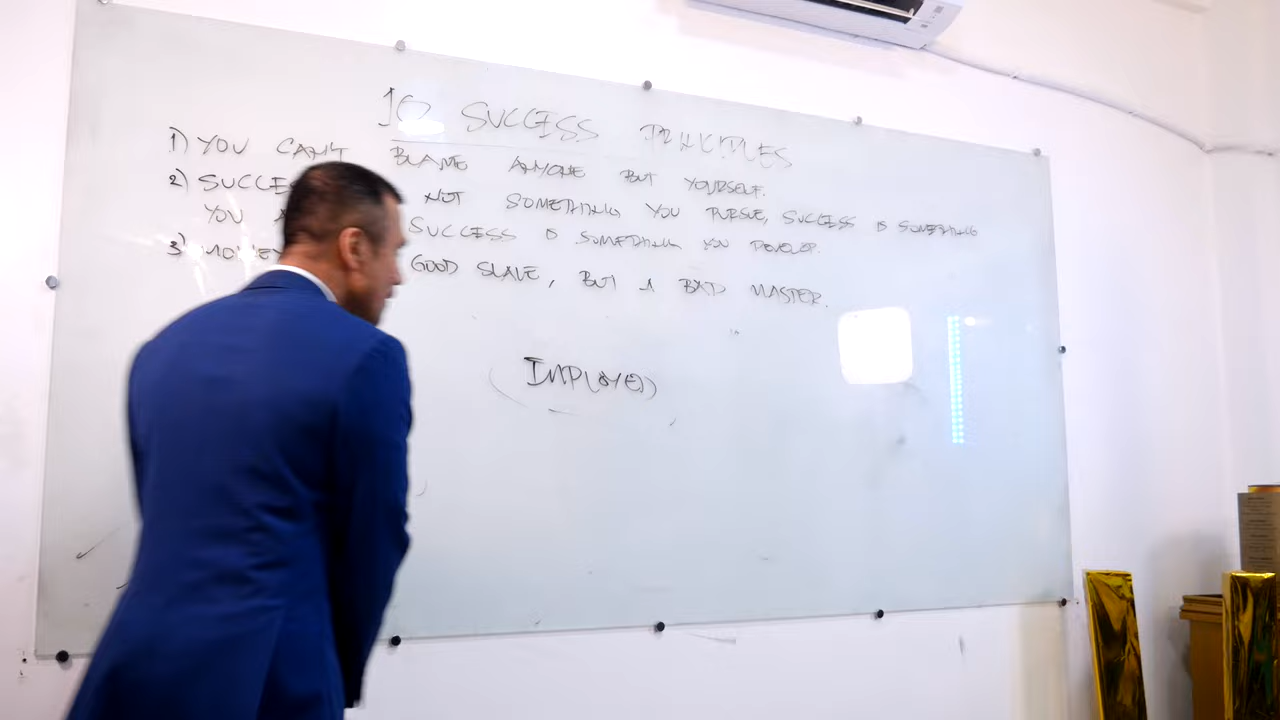 10 SUCCESS PRINCIPLES
1) YOU CAN'T BLAME ANYONE BUT YOURSELF.
2) SUCCE NOT SOMETHING YOU PURSUE, SUCCESS IS SOMETHING
YOU A SUCCESS IS SOMETHING YOU DEVELOP.
3) MONEY GOOD SLAVE, BUT A BAD MASTER.
(EMPLOYED)